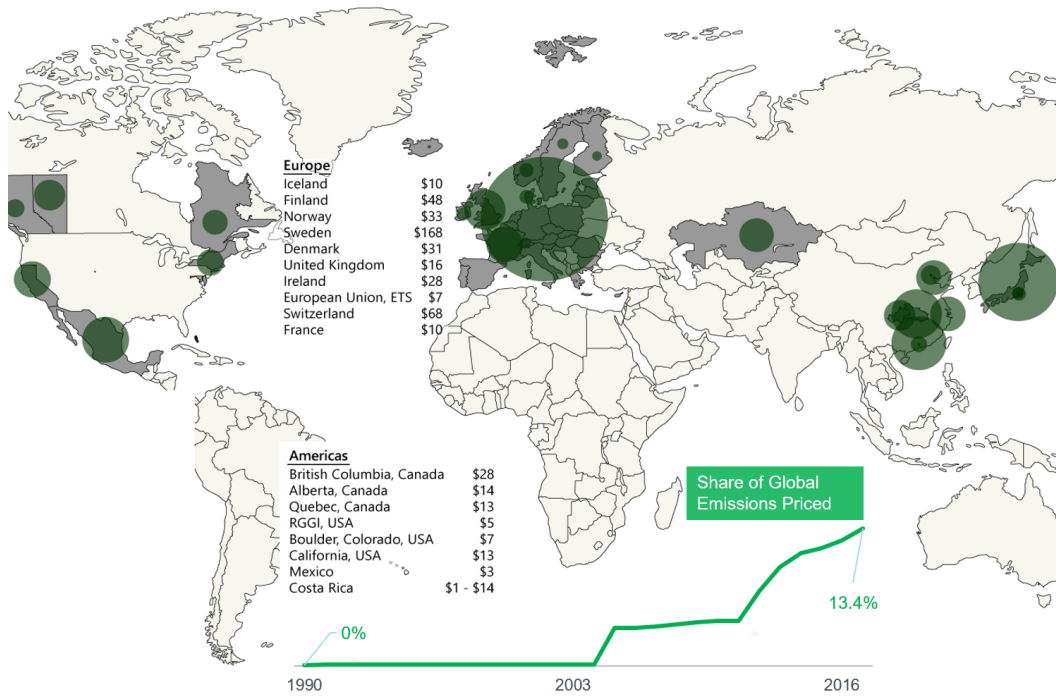 Europe
Iceland $10
Finland $48
Norway $33
Sweden $168
Denmark $31
United Kingdom $16
Ireland $28
European Union, ETS $7
Switzerland $68
France $10
Americas
British Columbia, Canada $28
Alberta, Canada $14
Quebec, Canada $13
RGGI, USA $5
Boulder, Colorado, USA $7
California, USA $13
Mexico $3
Costa Rica $1 - $14
Share of Global
Emissions Priced
0%
13.4%
1990 2003 2016